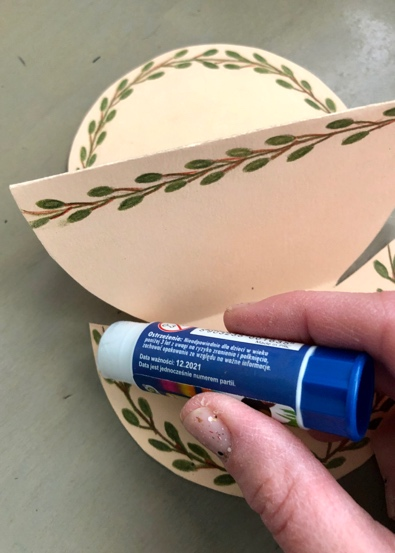 Ostrzeżenie: Nieodpowiednie dla dzieci w wieku
poniżej 3 lat z uwagi na ryzyko zranienia i połknięcia,
zachować opakowanie ze względu na ważne informacje.
Data ważności: 12.2021
Data jest jednocześnie numerem partii.